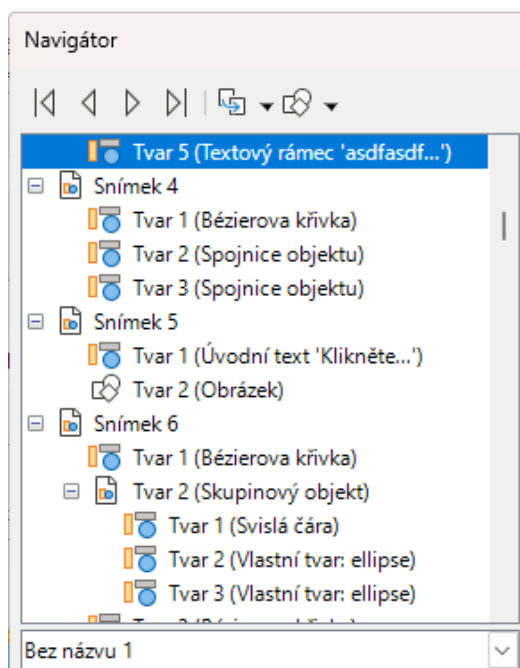 Navigátor
Tvar 5 (Textový rámec 'asdfasdf...')
Snímek 4
Tvar 1 (Bézierova křivka)
Tvar 2 (Spojnice objektu)
Tvar 3 (Spojnice objektu)
Snímek 5
Tvar 1 (Úvodní text 'Klikněte...')
Tvar 2 (Obrázek)
Snímek 6
Tvar 1 (Bézierova křivka)
Tvar 2 (Skupinový objekt)
Tvar 1 (Svislá čára)
Tvar 2 (Vlastní tvar: ellipse)
Tvar 3 (Vlastní tvar: ellipse)
Bez názvu 1